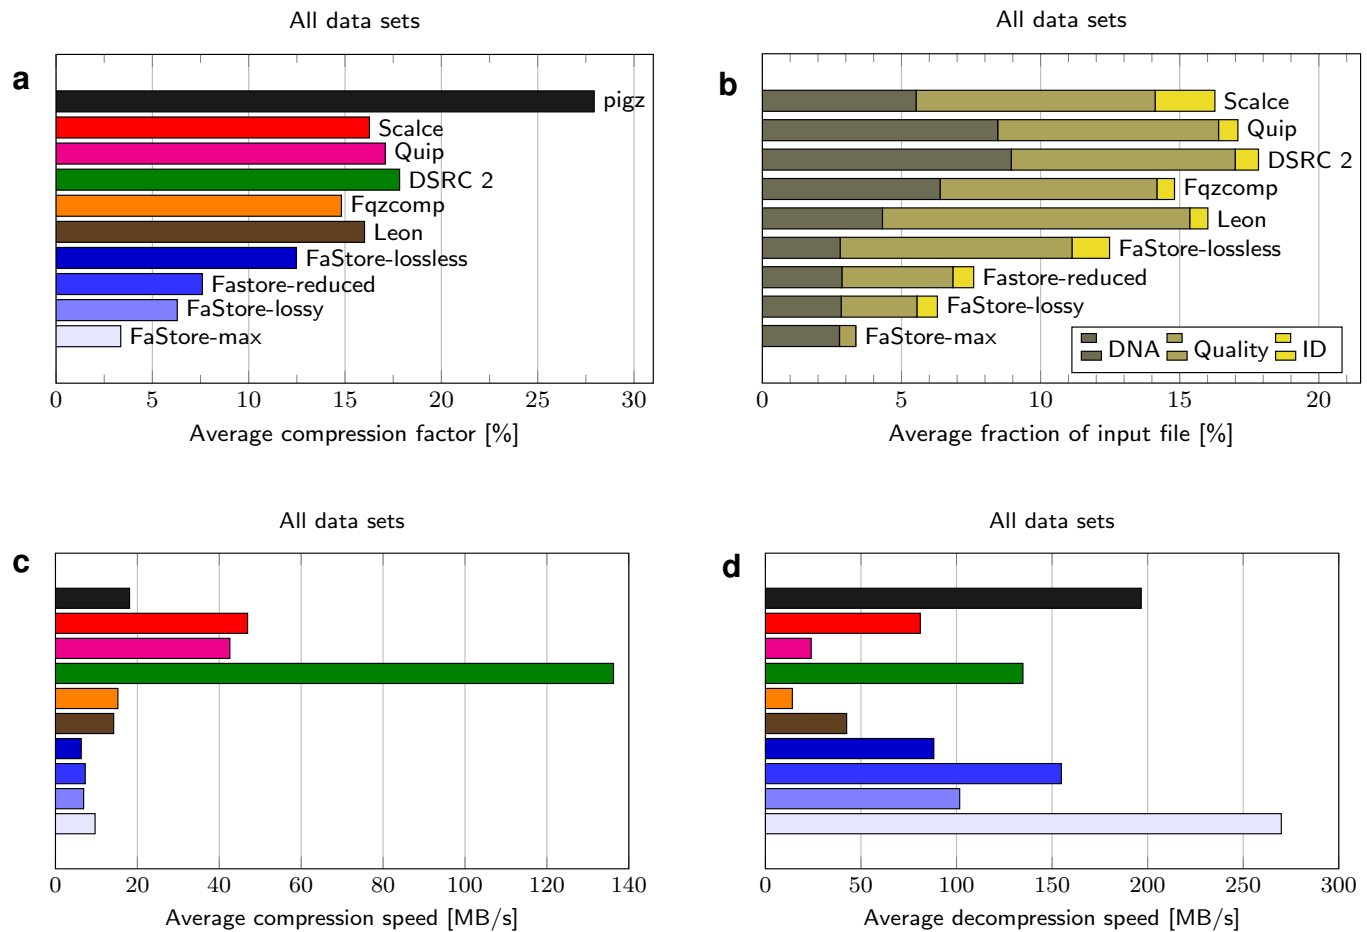 All data sets
a
pigz
Scalce
Quip
DSRC 2
Fqzcomp
Leon
FaStore-lossless
Fastore-reduced
FaStore-lossy
FaStore-max
0 5 10 15 20 25 30
Average compression factor [%]
All data sets
b
Scalce
Quip
DSRC 2
Fqzcomp
Leon
FaStore-lossless
Fastore-reduced
FaStore-lossy
FaStore-max
DNA Quality ID
0 5 10 15 20
Average fraction of input file [%]
All data sets
c
0 20 40 60 80 100 120 140
Average compression speed [MB/s]
All data sets
d
0 50 100 150 200 250 300
Average decompression speed [MB/s]